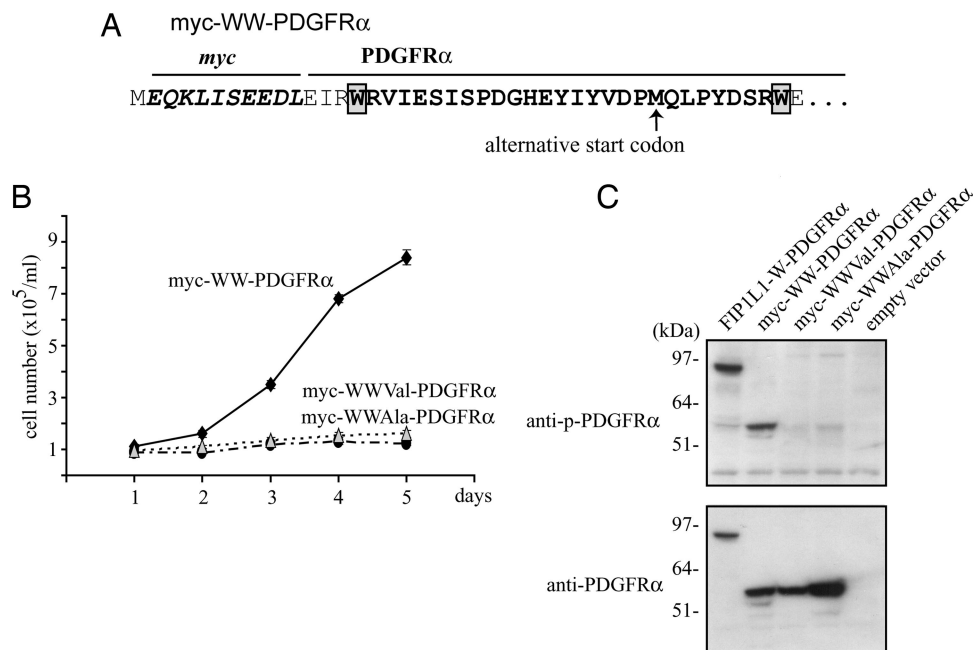 A
myc-WW-PDGFRα
myc PDGFRα
MEQKLISEEDLEIRWRVIESISPDGHEYIYVDPMQLPYDSRWE...
alternative start codon
B
cell number (x10⁵/ml)
9
7
5
3
1
myc-WW-PDGFRα
myc-WWVal-PDGFRα
myc-WWAla-PDGFRα
1 2 3 4 5 days
C
FIP1L1-W-PDGFRα
myc-WW-PDGFRα
myc-WWVal-PDGFRα
myc-WWAla-PDGFRα
empty vector
(kDa)
97-
64-
51-
anti-p-PDGFRα
97-
64-
51-
anti-PDGFRα